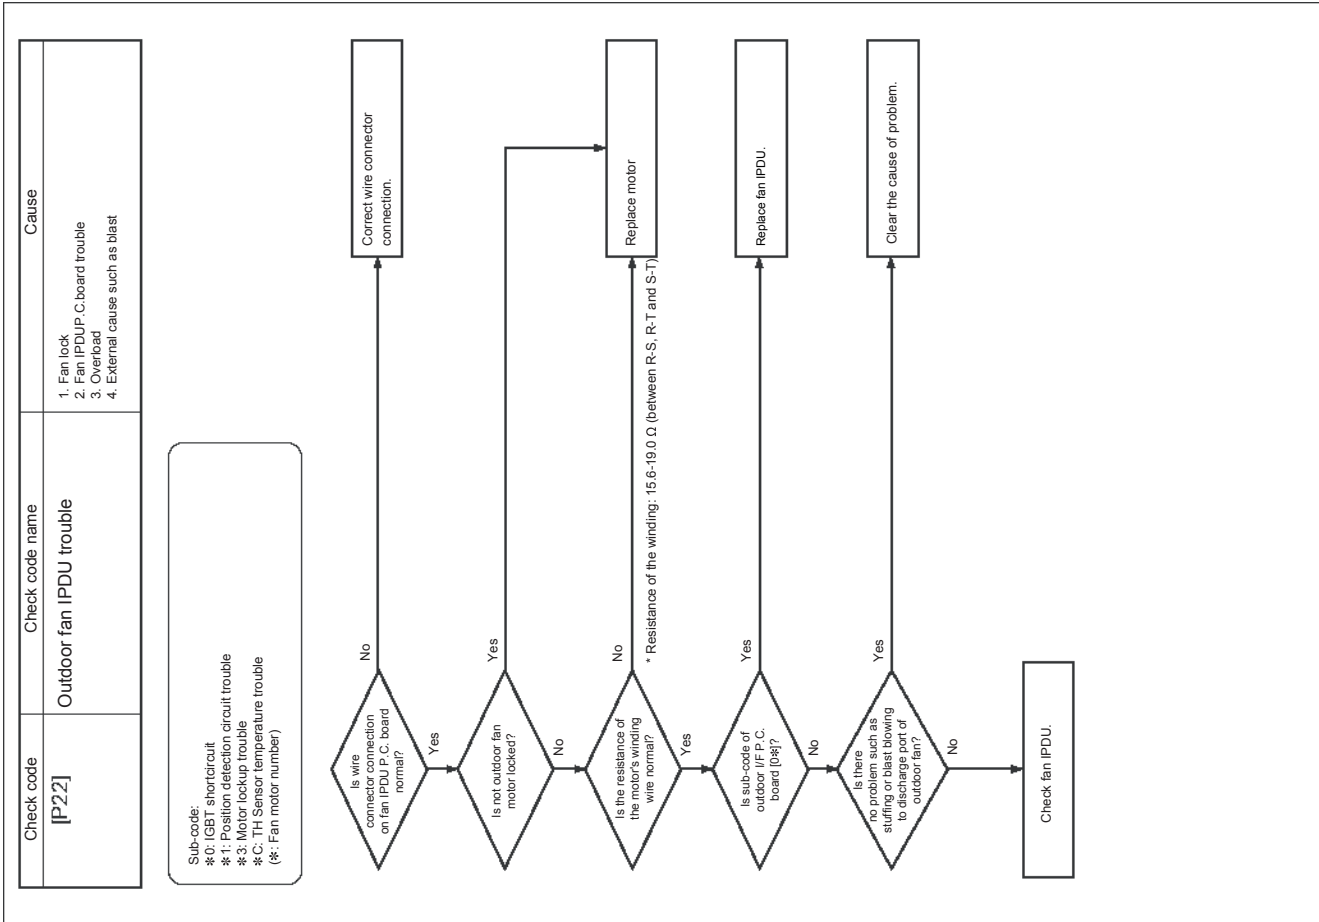 Check code
Check code name
Cause
[P22]
Outdoor fan IPDU trouble
1. Fan lock
2. Fan IPDUP.C.board trouble
3. Overload
4. External cause such as blast
Sub-code:
✻0: IGBT shortcircuit
✻1: Position detection circuit trouble
✻3: Motor lockup trouble
✻C: TH Sensor temperature trouble
(✻: Fan motor number)
Is wire
connector connection
on fan IPDU P.C. board
normal?
No
Correct wire connector
connection.
Yes
Is not outdoor fan
motor locked?
Yes
No
Is the resistance of
the motor's winding
wire normal?
No
Replace motor
* Resistance of the winding: 15.6-19.0 Ω (between R-S, R-T and S-T)
Yes
Is sub-code of
outdoor I/F P.C.
board [0✻]?
Yes
Replace fan IPDU.
No
Is there
no problem such as
stuffing or blast blowing
to discharge port of
outdoor fan?
Yes
Clear the cause of problem.
No
Check fan IPDU.